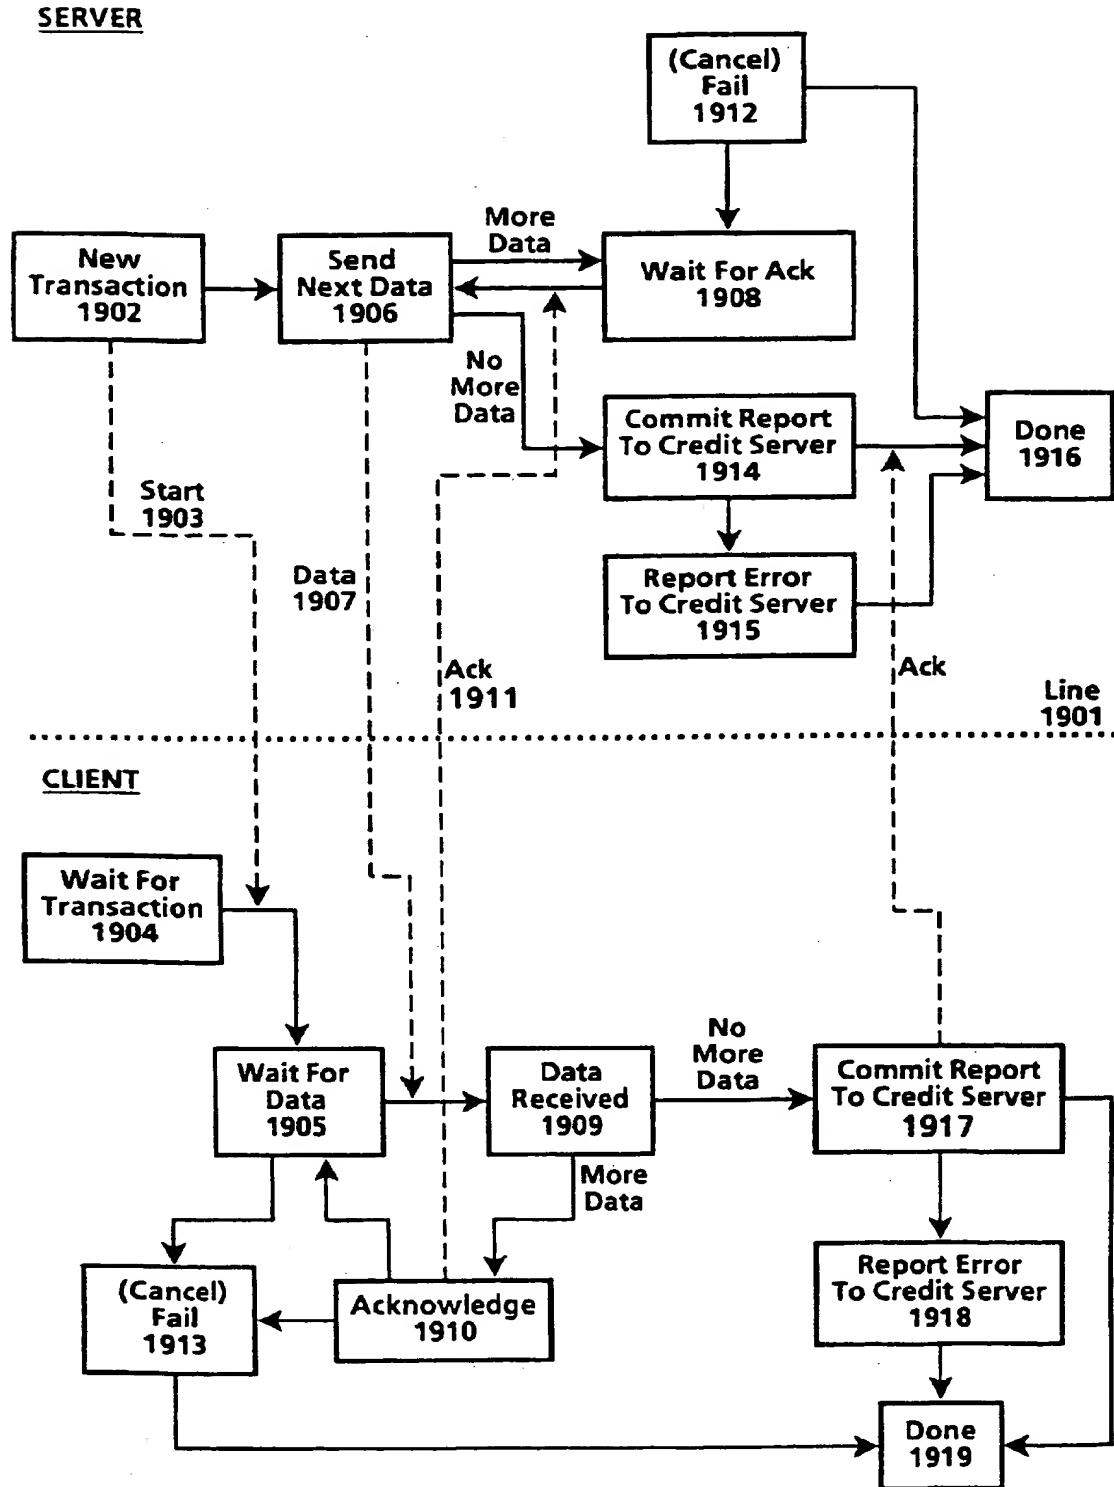 SERVER
(Cancel)
Fail
1912
New
Transaction
1902
Send
Next Data
1906
More
Data
Wait For Ack
1908
No
More
Data
Commit Report
To Credit Server
1914
Done
1916
Start
1903
Data
1907
Report Error
To Credit Server
1915
Ack
1911
Ack
Line
1901
CLIENT
Wait For
Transaction
1904
Wait For
Data
1905
Data
Received
1909
No
More
Data
Commit Report
To Credit Server
1917
More
Data
(Cancel)
Fail
1913
Acknowledge
1910
Report Error
To Credit Server
1918
Done
1919